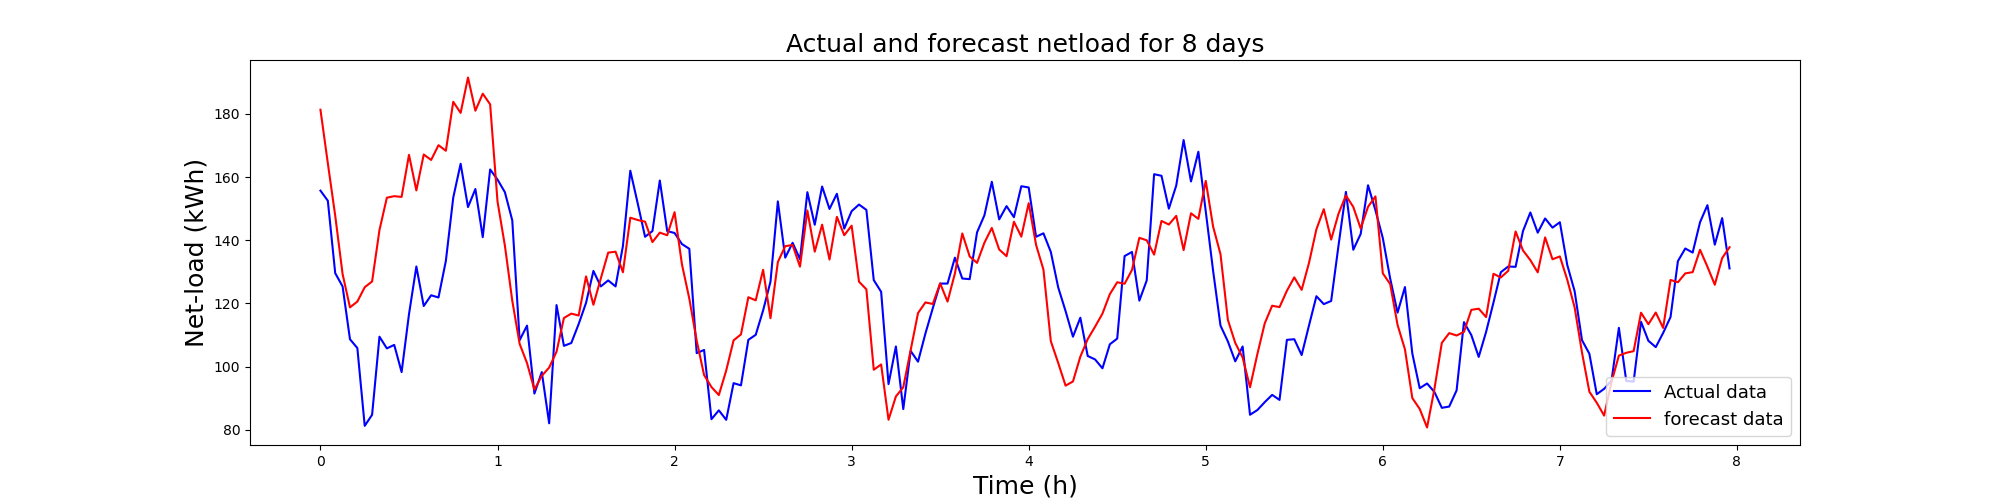 Actual and forecast netload for 8 days
Net-load (kWh)
180
160
140
120
100
80
0 1 2 3 4 5 6 7 8
Time (h)
Actual data
forecast data